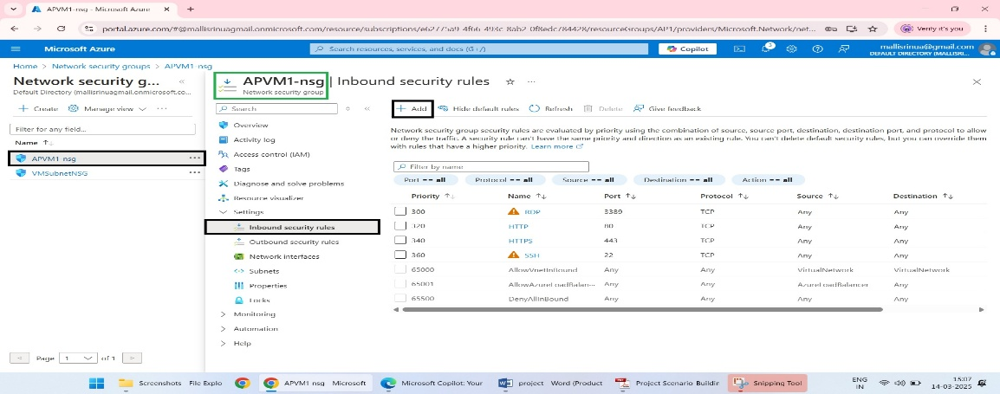 APVM1-nsg - Microsoft Azure
portal.azure.com/#@mallisrinuagmail.onmicrosoft.com/resource/subscriptions/e62775a9-4f66-493c-8ab2-0f8edc784428/resourceGroups/AP1/providers/Microsoft.Network/net...
Verify it's you
Microsoft Azure
Search resources, services, and docs (G+/)
Copilot
3
mallisrinua@gmail.com
DEFAULT DIRECTORY (MALLISRI...
Home > Network security groups > APVM1-nsg
Network security g...
Default Directory (mallisrinuagmail.onmicrosoft.co...
Create
Manage view
Filter for any field...
Name
APVM1-nsg
VMSubnetNSG
Page 1 of 1
APVM1-nsg | Inbound security rules
Network security group
Search
Overview
Activity log
Access control (IAM)
Tags
Diagnose and solve problems
Resource visualizer
Settings
Inbound security rules
Outbound security rules
Network interfaces
Subnets
Properties
Locks
Monitoring
Automation
Help
Add
Hide default rules
Refresh
Delete
Give feedback
Network security group security rules are evaluated by priority using the combination of source, source port, destination, destination port, and protocol to allow
or deny the traffic. A security rule can't have the same priority and direction as an existing rule. You can't delete default security rules, but you can override them
with rules that have a higher priority. Learn more
Filter by name
Port == all Protocol == all Source == all Destination == all Action == all
Priority Name Port Protocol Source Destination
300 RDP 3389 TCP Any Any
320 HTTP 80 TCP Any Any
340 HTTPS 443 TCP Any Any
360 SSH 22 TCP Any Any
65000 AllowVnetInBound Any Any VirtualNetwork VirtualNetwork
65001 AllowAzureLoadBalan... Any Any AzureLoadBalancer Any
65500 DenyAllInBound Any Any Any Any
Screenshots File Explo
APVM1 nsg Microsoft
Microsoft Copilot: Your
project Word (Product
Project Scenario Buildin
Snipping Tool
ENG
IN
15:07
14-03-2025